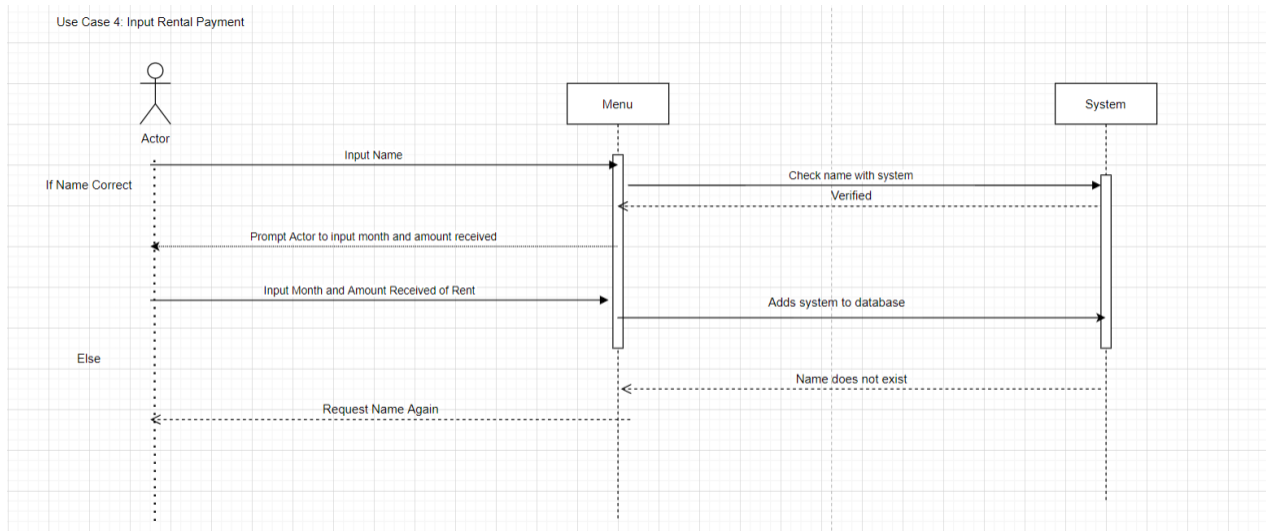 Use Case 4: Input Rental Payment
Actor
Menu
System
Input Name
If Name Correct
Check name with system
Verified
Prompt Actor to input month and amount received
Input Month and Amount Received of Rent
Adds system to database
Else
Name does not exist
Request Name Again